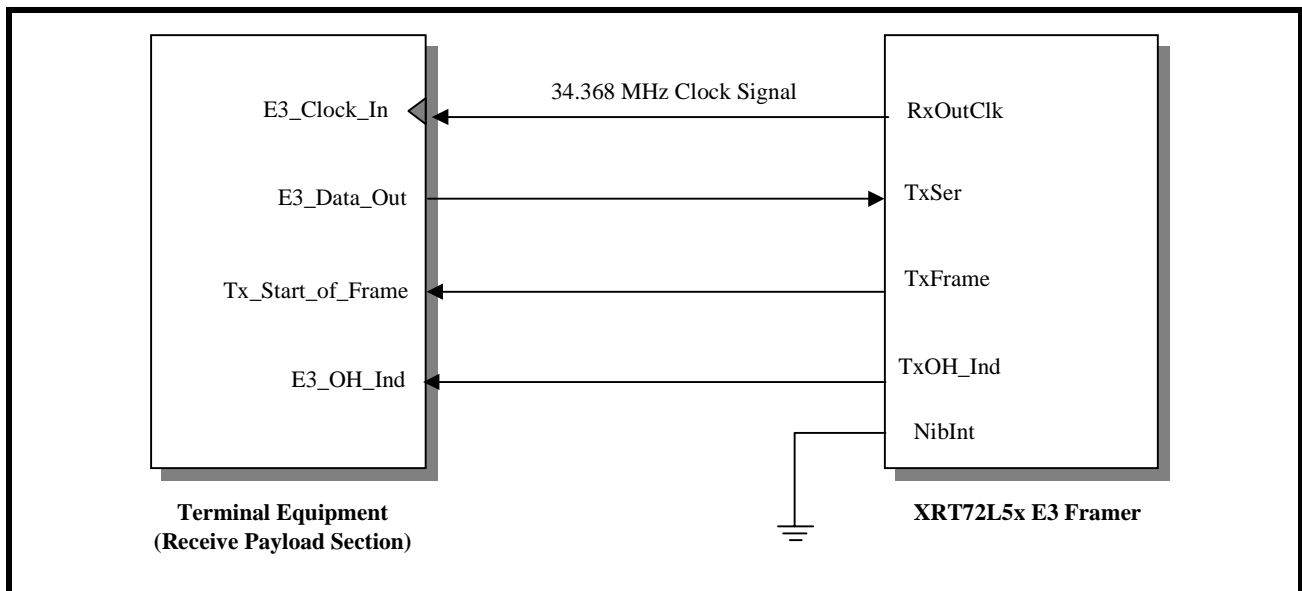 34.368 MHz Clock Signal
E3_Clock_In
RxOutClk
E3_Data_Out
TxSer
Tx_Start_of_Frame
TxFrame
E3_OH_Ind
TxOH_Ind
NibInt
Terminal Equipment
(Receive Payload Section)
XRT72L5x E3 Framer